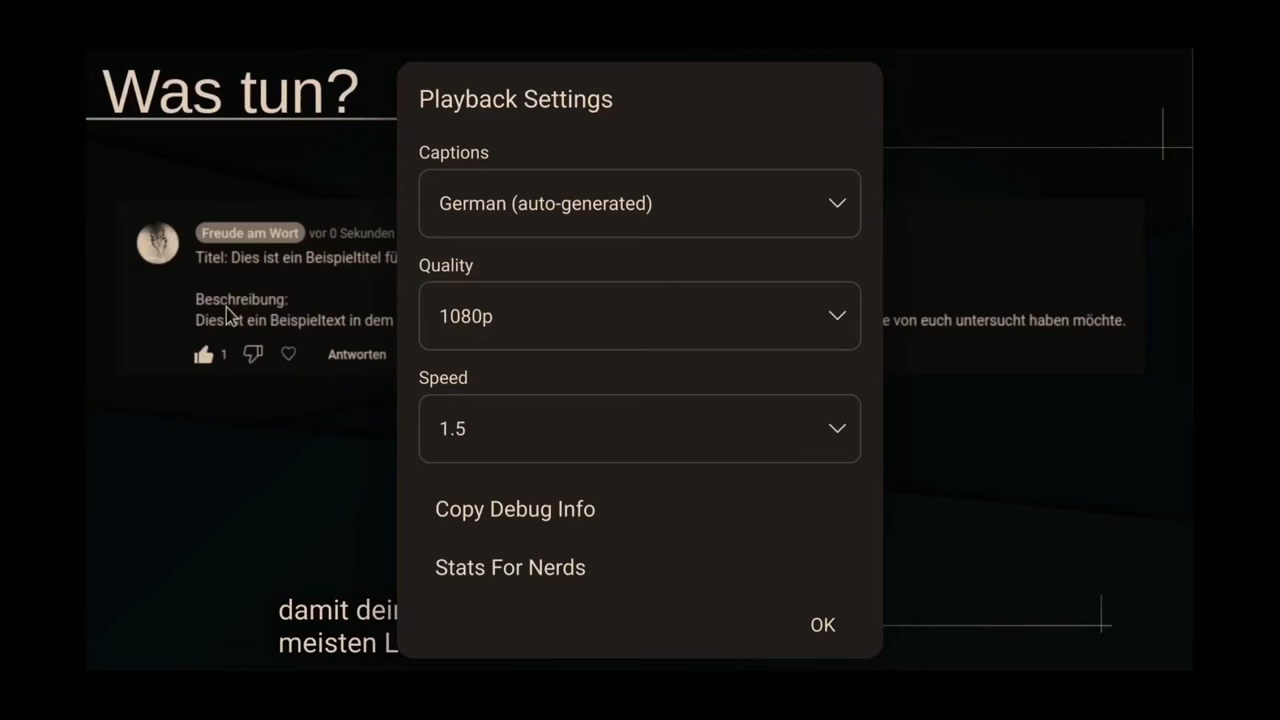 Was tun?
Playback Settings
Captions
German (auto-generated)
Quality
1080p
Speed
1.5
Copy Debug Info
Stats For Nerds
OK
Freude am Wort vor 0 Sekunden
Titel: Dies ist ein Beispieltitel
Beschreibung:
Dies ist ein Beispieltext in dem
e von euch untersucht haben möchte.
1
Antworten
damit
meisten L